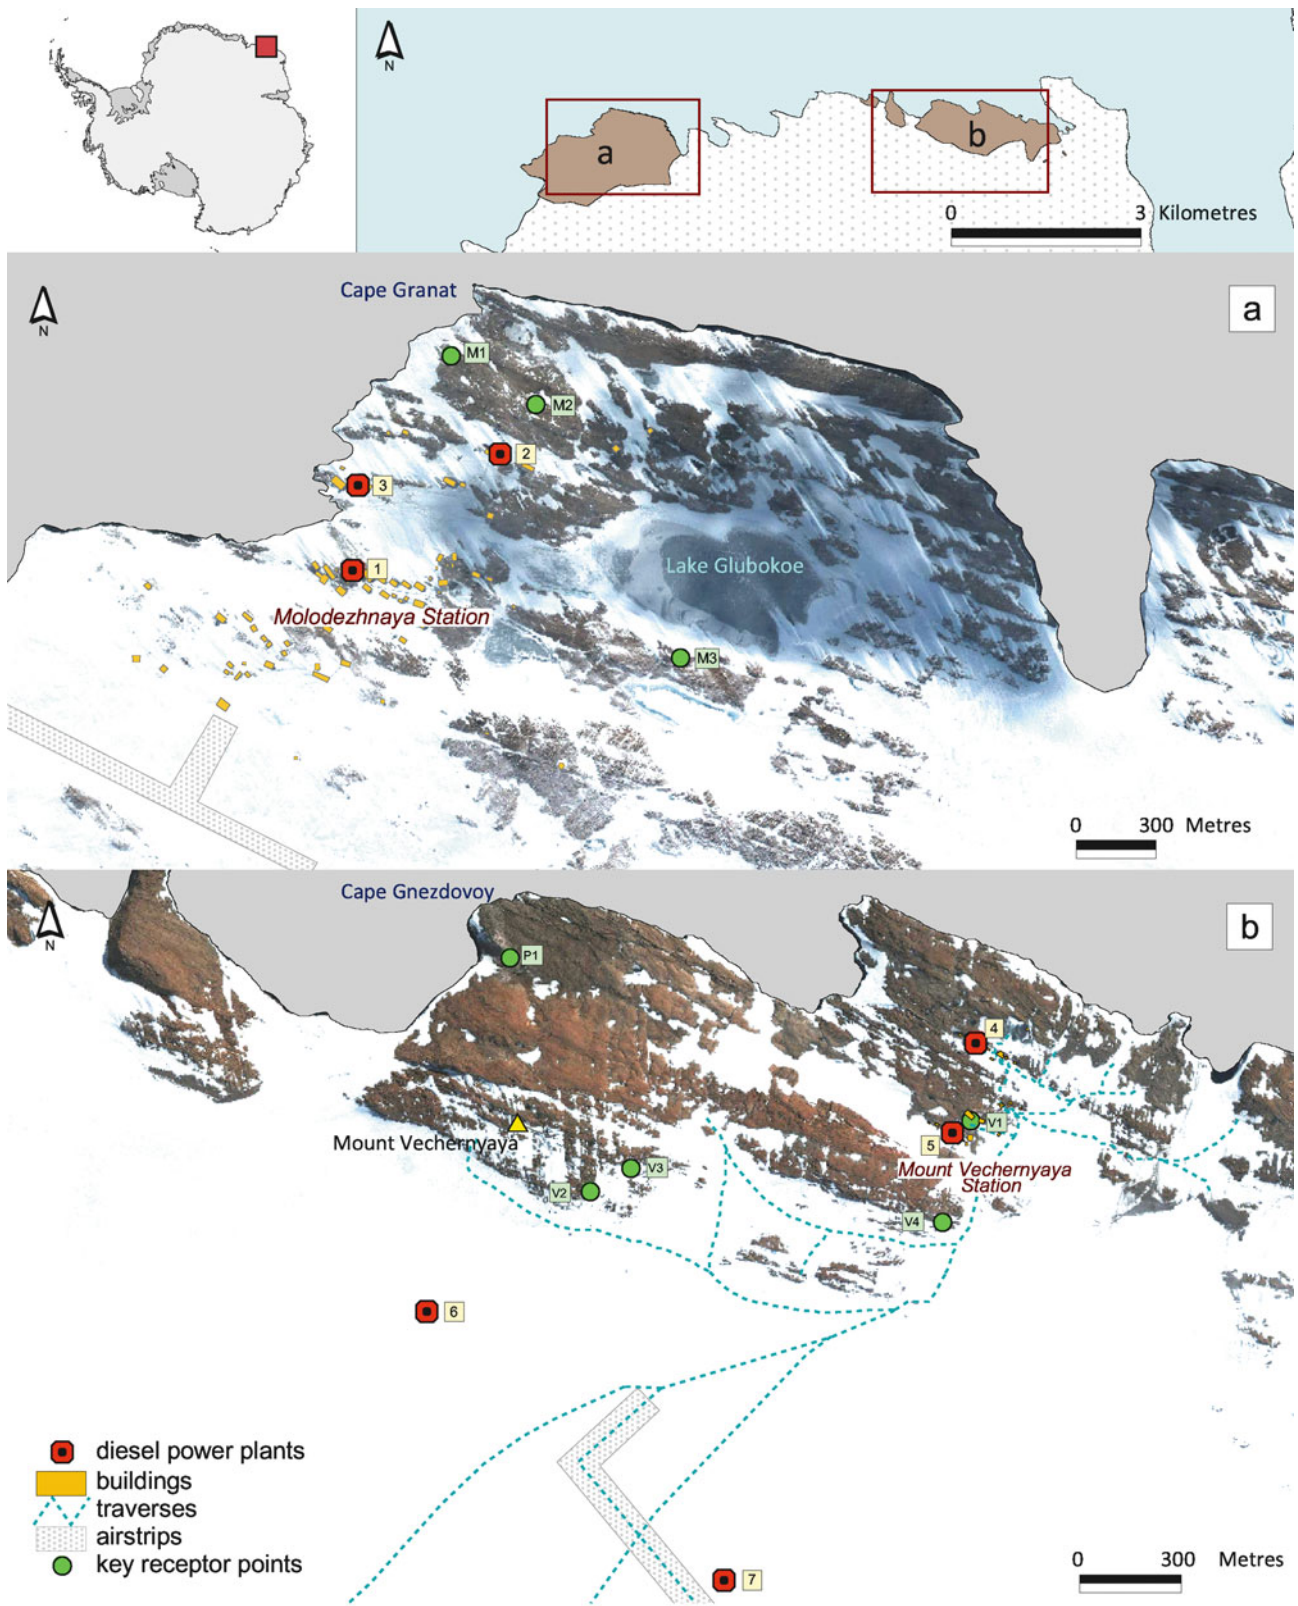 N
a
b
0 3 Kilometres
Cape Granat
N
a
M1
M2
2
3
1
Lake Glubokoe
Molodezhnaya Station
M3
0 300 Metres
Cape Gnezdovoy
N
b
P1
4
V1
5
Mount Vechernyaya
Mount Vechernyaya
Station
V3
V2
V4
6
diesel power plants
buildings
traverses
airstrips
key receptor points
7
0 300 Metres